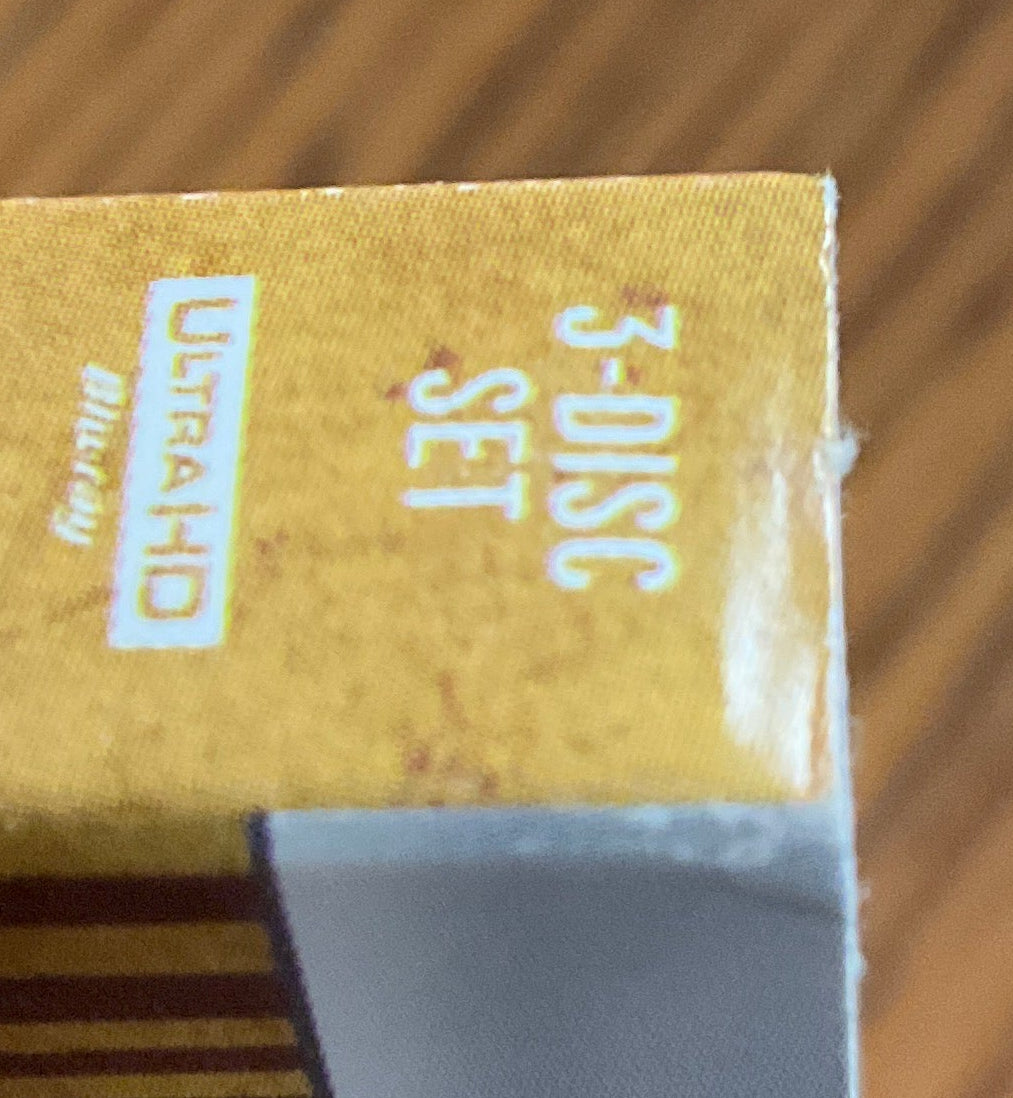 3-DISC
SET
ULTRA HD
Blu-ray